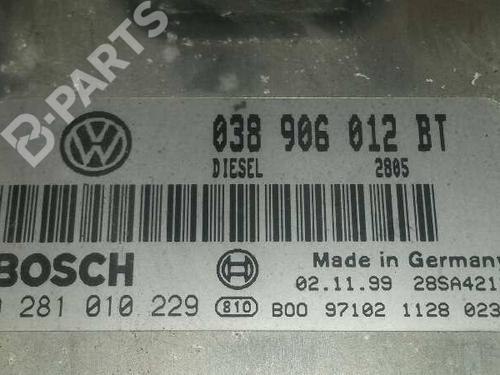 B-PARTS
038 906 012 BT
DIESEL 2805
BOSCH
Made in Germany
02.11.99 28SA421
281 010 229 810 B00 97102 1128 023